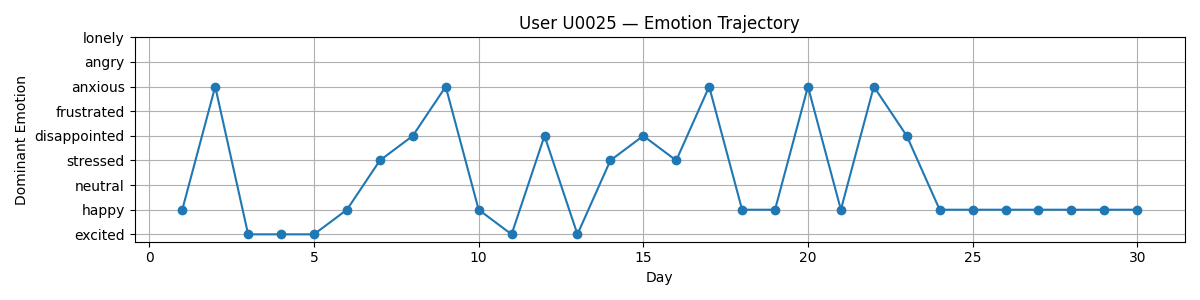 User U0025 — Emotion Trajectory
Dominant Emotion
lonely
angry
anxious
frustrated
disappointed
stressed
neutral
happy
excited
0 5 10 15 20 25 30
Day